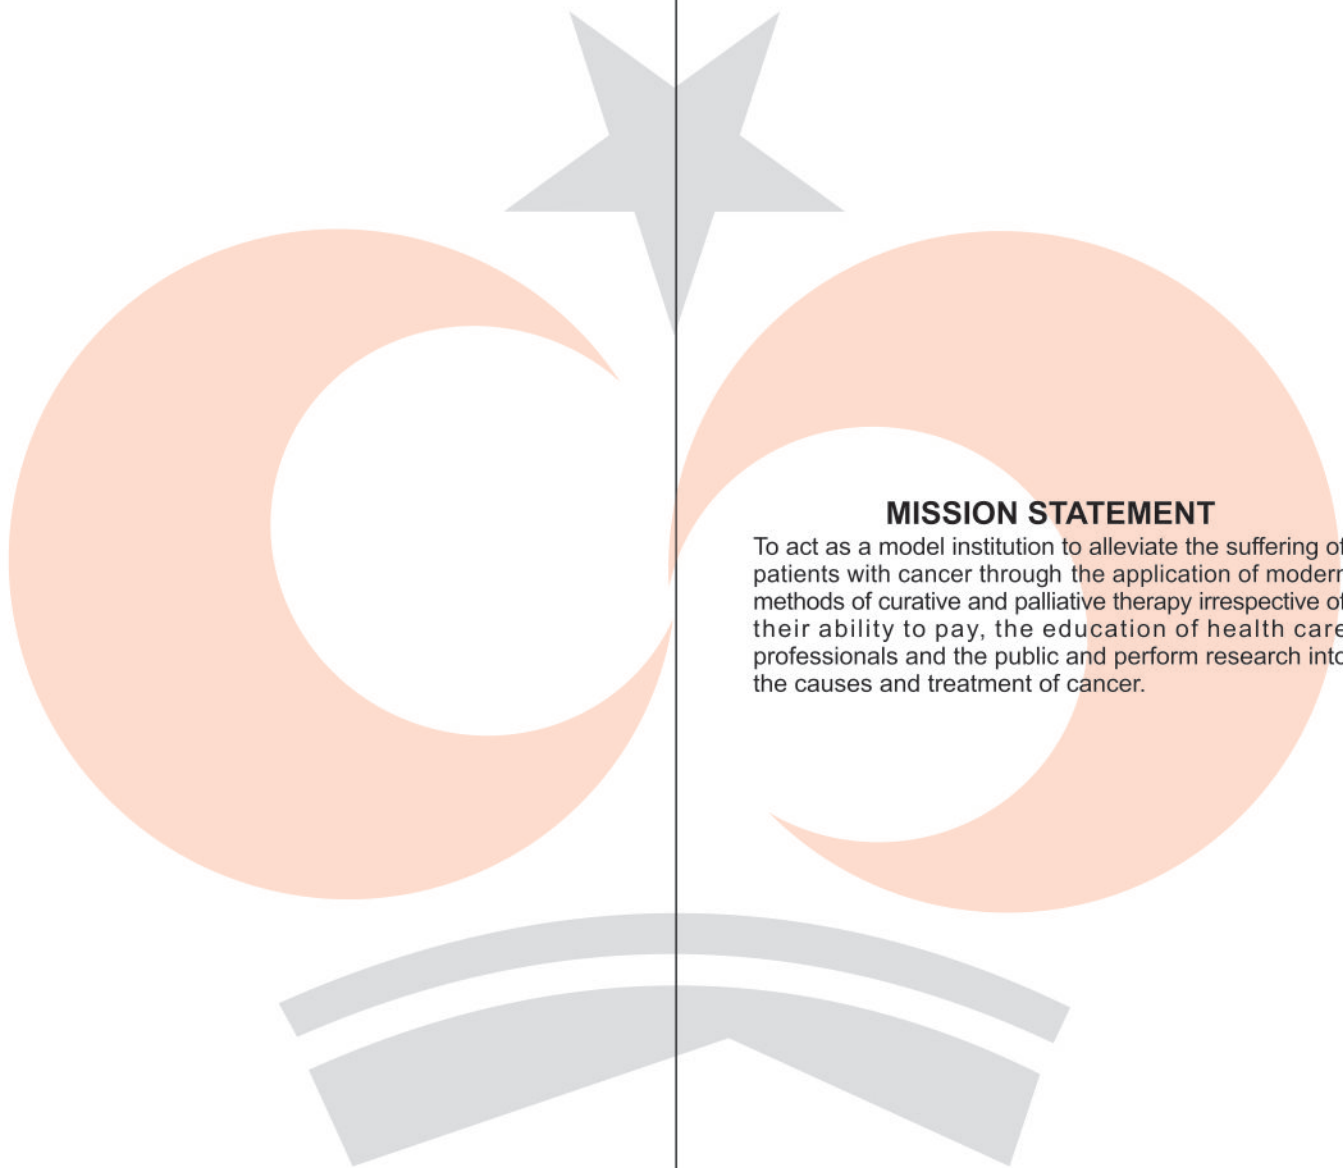 MISSION STATEMENT
To act as a model institution to alleviate the suffering of
patients with cancer through the application of modern
methods of curative and palliative therapy irrespective of
their ability to pay, the education of health care
professionals and the public and perform research into
the causes and treatment of cancer.